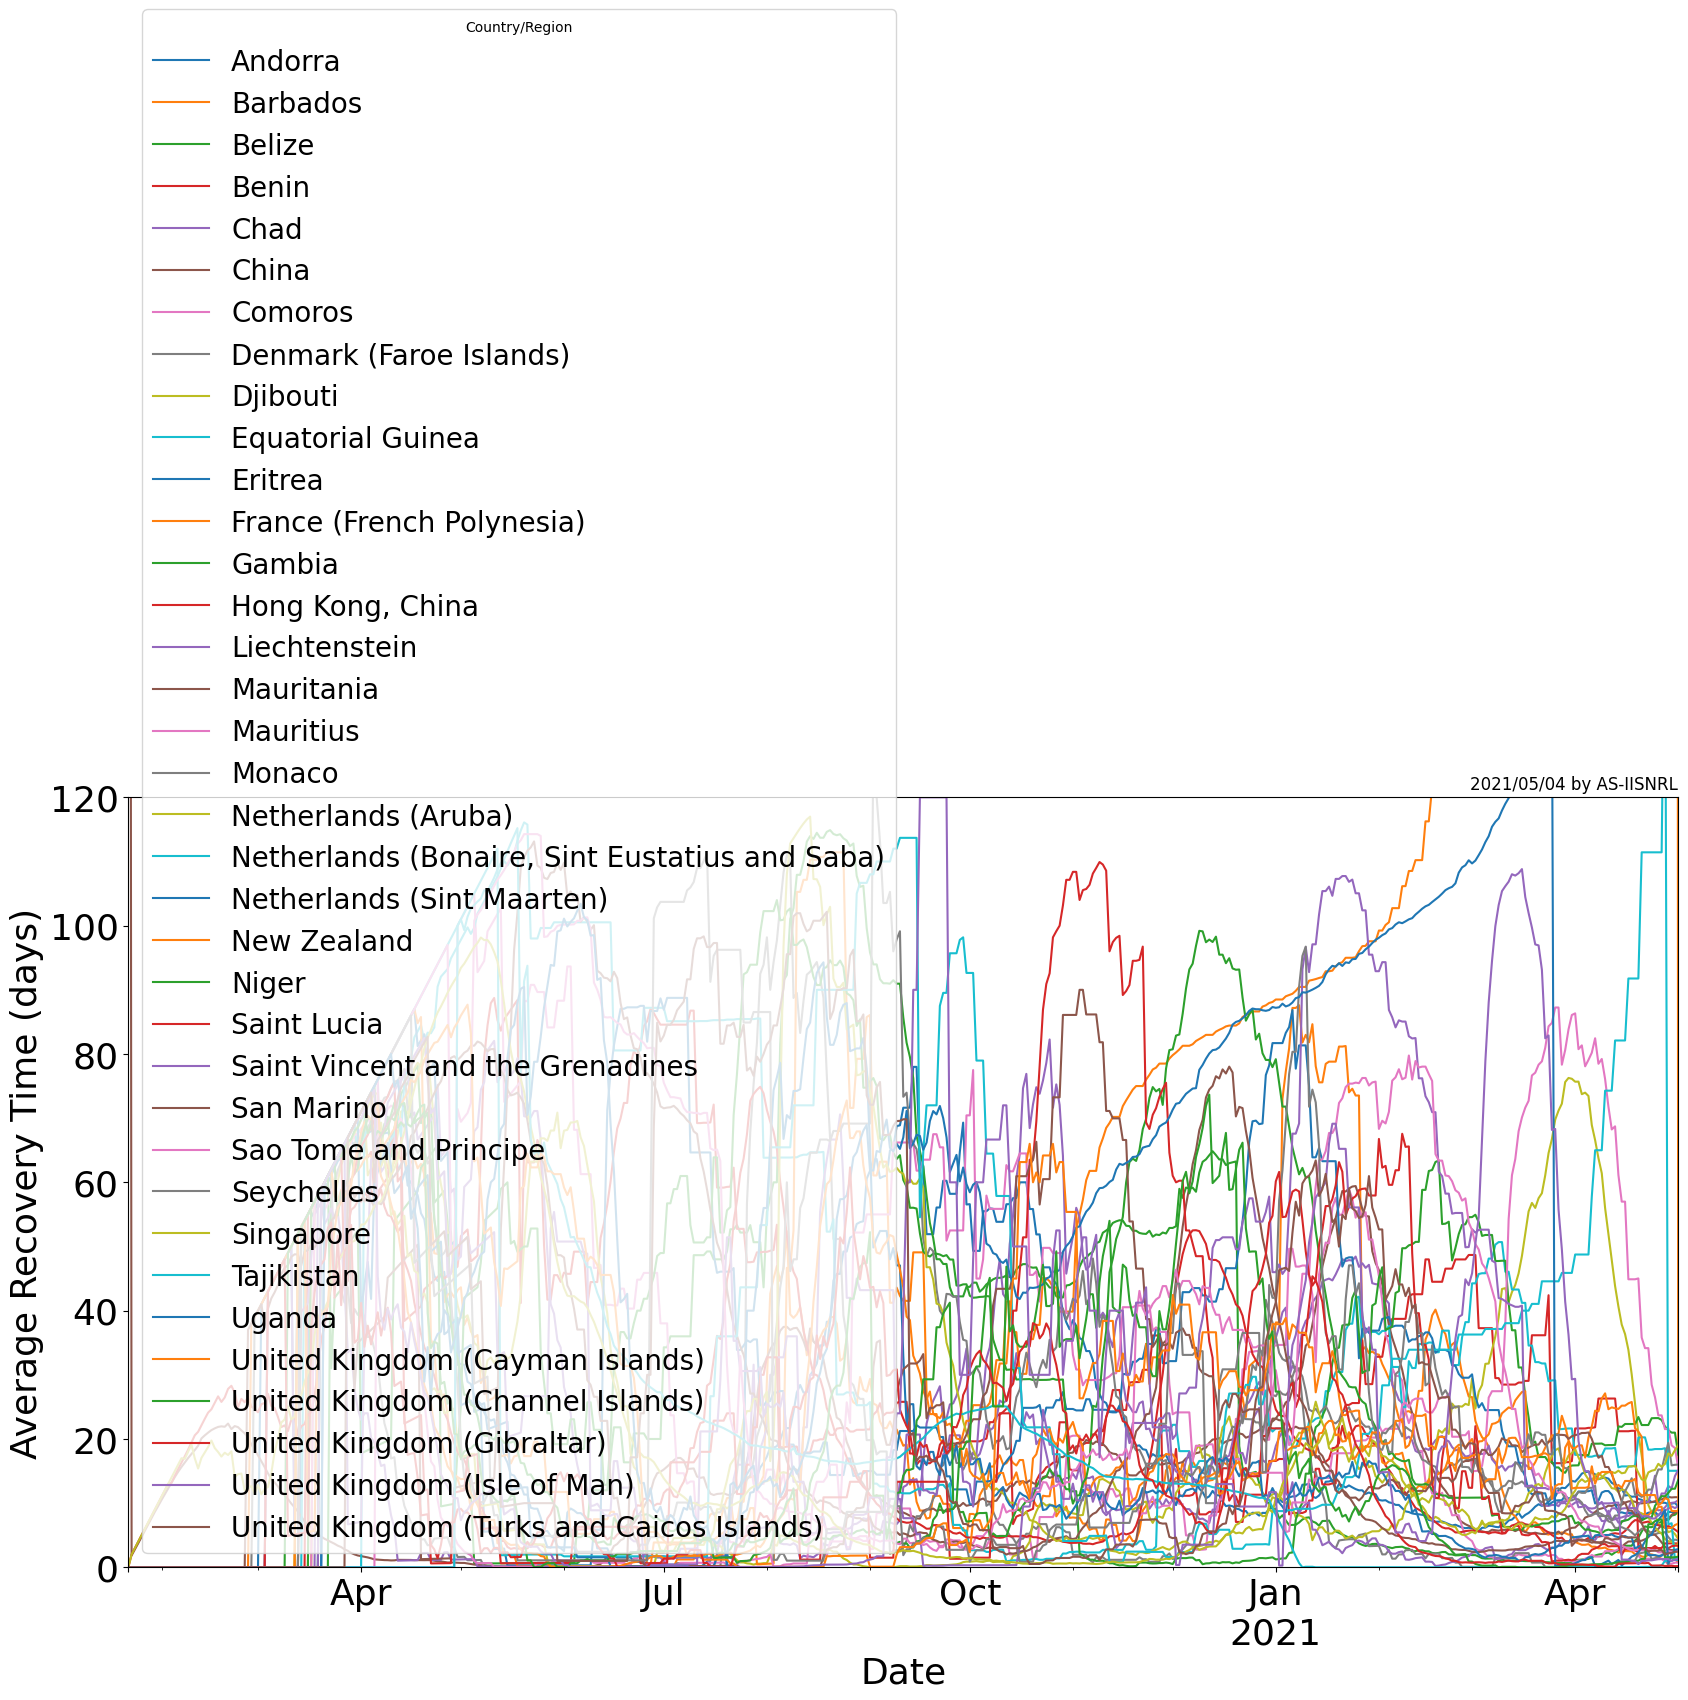 Country/Region
Andorra
Barbados
Belize
Benin
Chad
China
Comoros
Denmark (Faroe Islands)
Djibouti
Equatorial Guinea
Eritrea
France (French Polynesia)
Gambia
Hong Kong, China
Liechtenstein
Mauritania
Mauritius
Monaco
Netherlands (Aruba)
Netherlands (Bonaire, Sint Eustatius and Saba)
Netherlands (Sint Maarten)
New Zealand
Niger
Saint Lucia
Saint Vincent and the Grenadines
San Marino
Sao Tome and Principe
Seychelles
Singapore
Tajikistan
Uganda
United Kingdom (Cayman Islands)
United Kingdom (Channel Islands)
United Kingdom (Gibraltar)
United Kingdom (Isle of Man)
United Kingdom (Turks and Caicos Islands)
2021/05/04 by AS-IISNRL
120
100
80
60
40
20
0
Average Recovery Time (days)
Apr Jul Oct Jan Apr
2021
Date